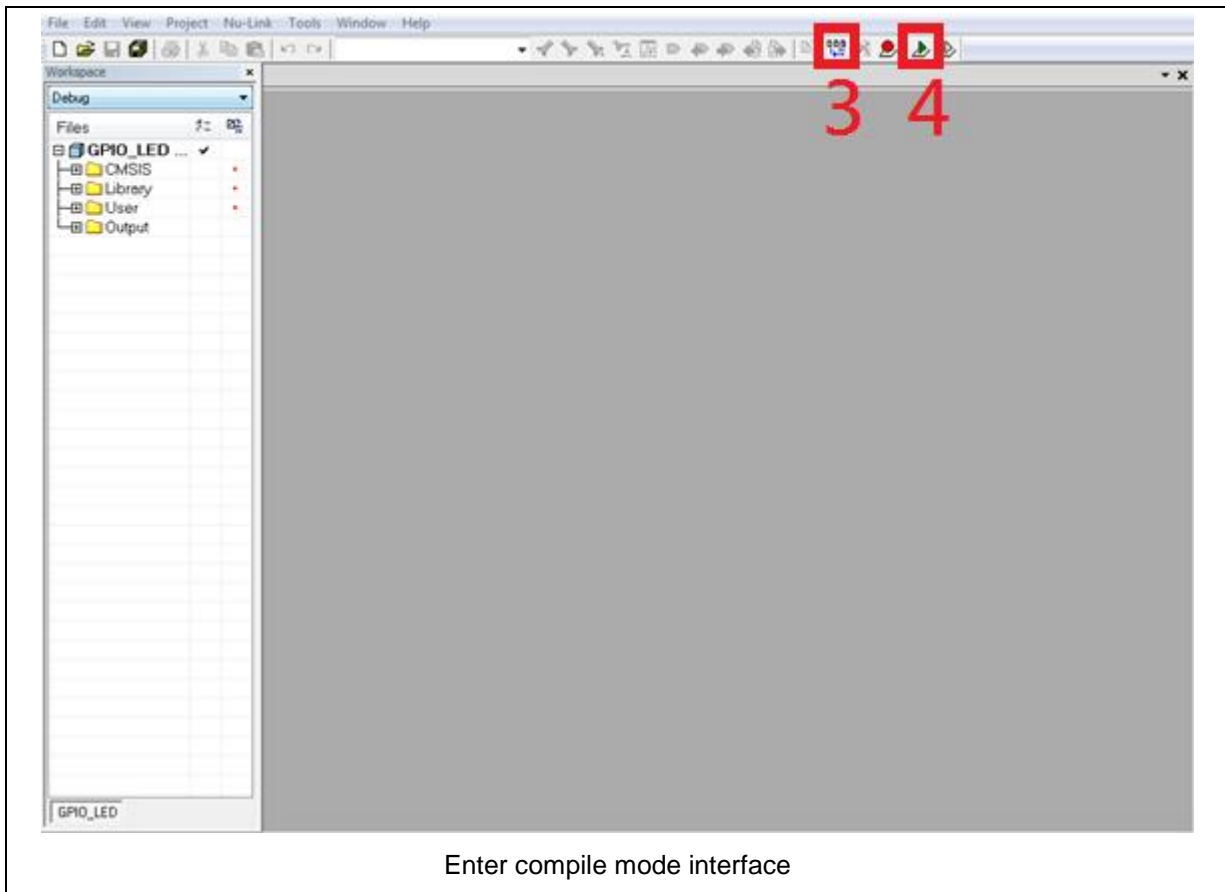 File Edit View Project Nu-Link Tools Window Help
Workspace
Debug
Files
GPIO_LED ...
CMSIS
Library
User
Output
3 4
GPIO_LED
Enter compile mode interface